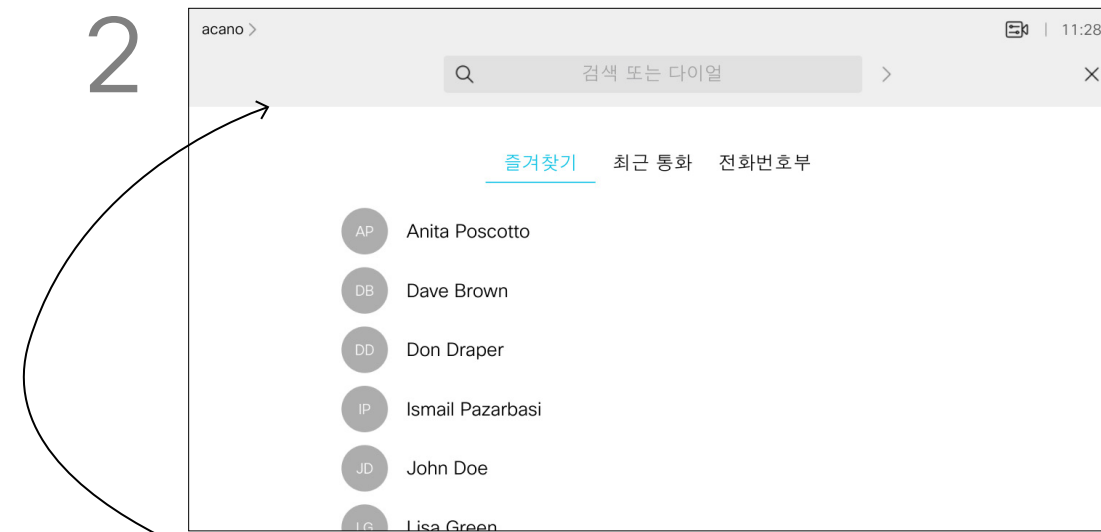 2
acano >
11:28
검색 또는 다이얼
즐겨찾기 최근 통화 전화번호부
AP Anita Poscotto
DB Dave Brown
DD Don Draper
IP Ismail Pazarbasi
JD John Doe
LG Lisa Green